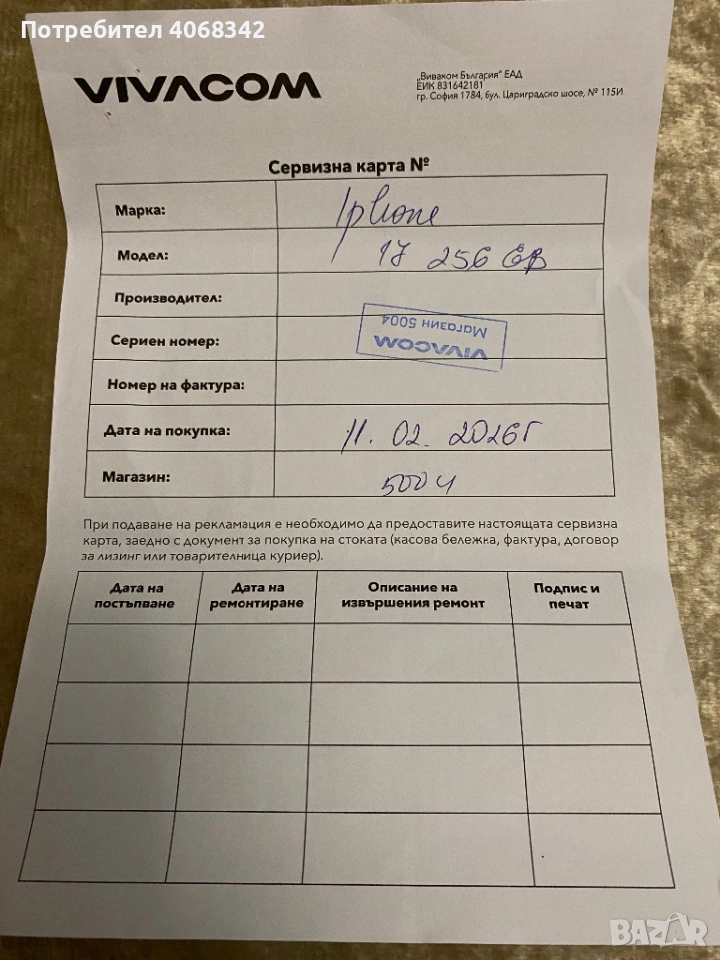 Потребител 4068342
VIVACOM
„Виваком България“ ЕАД
ЕИК 831642181
гр. София 1784, бул. Цариградско шосе, № 115И
Сервизна карта №
Марка: Iphone
Модел: 17 256 GB
Производител:
Сериен номер:
VIVACOM
Магазин 5004
Номер на фактура:
Дата на покупка: 11.02.2026г
Магазин: 5004
При подаване на рекламация е необходимо да предоставите настоящата сервизна
карта, заедно с документ за покупка на стоката (касова бележка, фактура, договор
за лизинг или товарителница куриер).
Дата на постъпване
Дата на ремонтиране
Описание на извършения ремонт
Подпис и печат
BAZAR